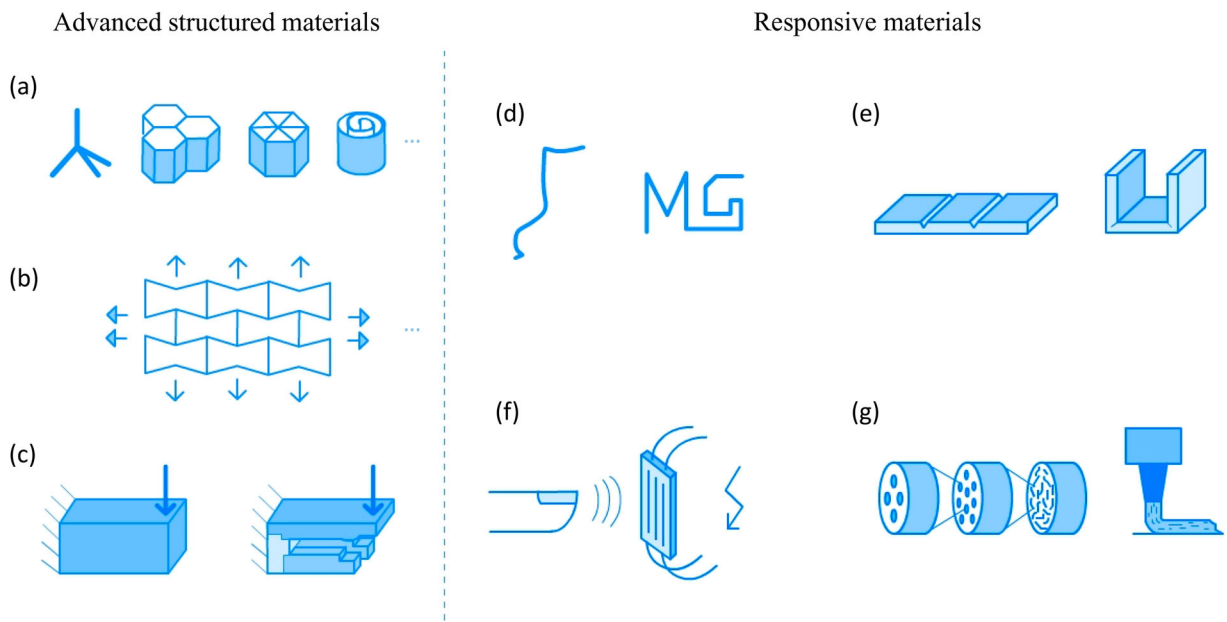 Advanced structured materials
Responsive materials
(a)
...
(b)
...
(c)
(d)
MG
(e)
(f)
(g)